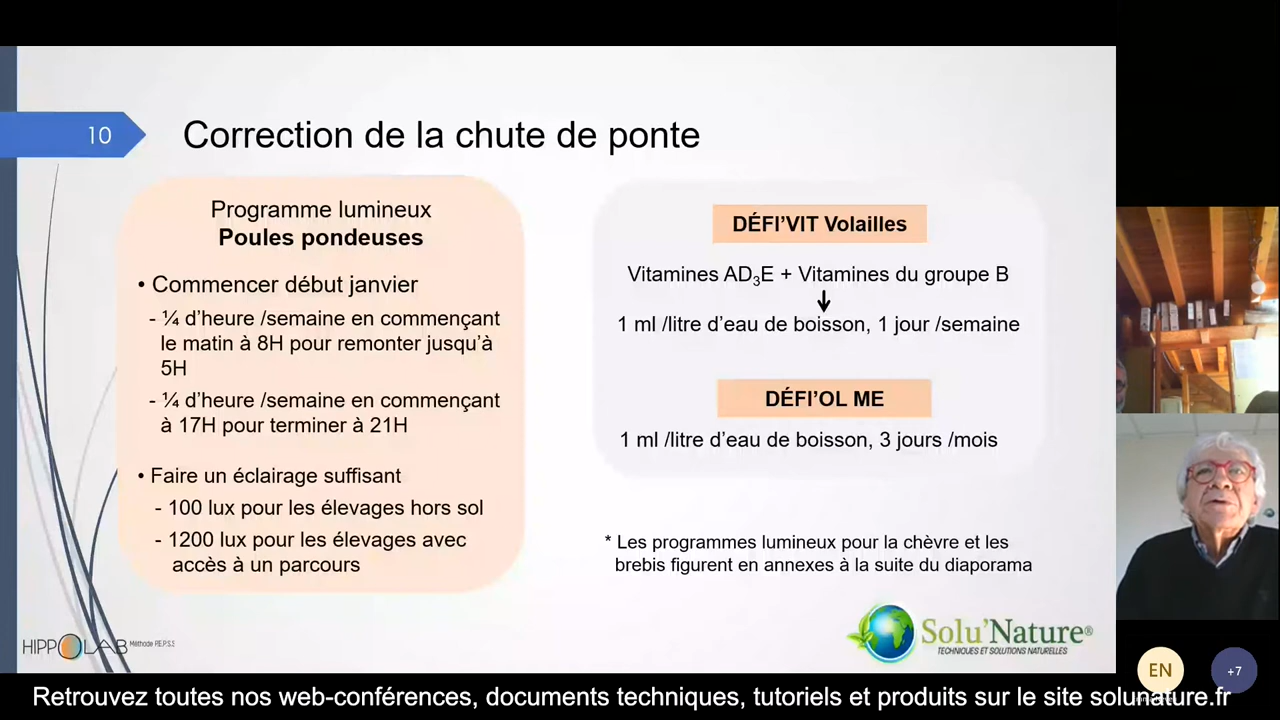 10
Correction de la chute de ponte
Programme lumineux
Poules pondeuses
• Commencer début janvier
- ¼ d’heure /semaine en commençant
le matin à 8H pour remonter jusqu’à
5H
- ¼ d’heure /semaine en commençant
à 17H pour terminer à 21H
• Faire un éclairage suffisant
- 100 lux pour les élevages hors sol
- 1200 lux pour les élevages avec
accès à un parcours
DÉFI’VIT Volailles
Vitamines AD₃E + Vitamines du groupe B
1 ml /litre d’eau de boisson, 1 jour /semaine
DÉFI’OL ME
1 ml /litre d’eau de boisson, 3 jours /mois
* Les programmes lumineux pour la chèvre et les
brebis figurent en annexes à la suite du diaporama
HIPPOLAB Méthode P.E.P.S.S
Solu’Nature®
TECHNIQUES ET SOLUTIONS NATURELLES
EN
+7
Retrouvez toutes nos web-conférences, documents techniques, tutoriels et produits sur le site solunature.fr